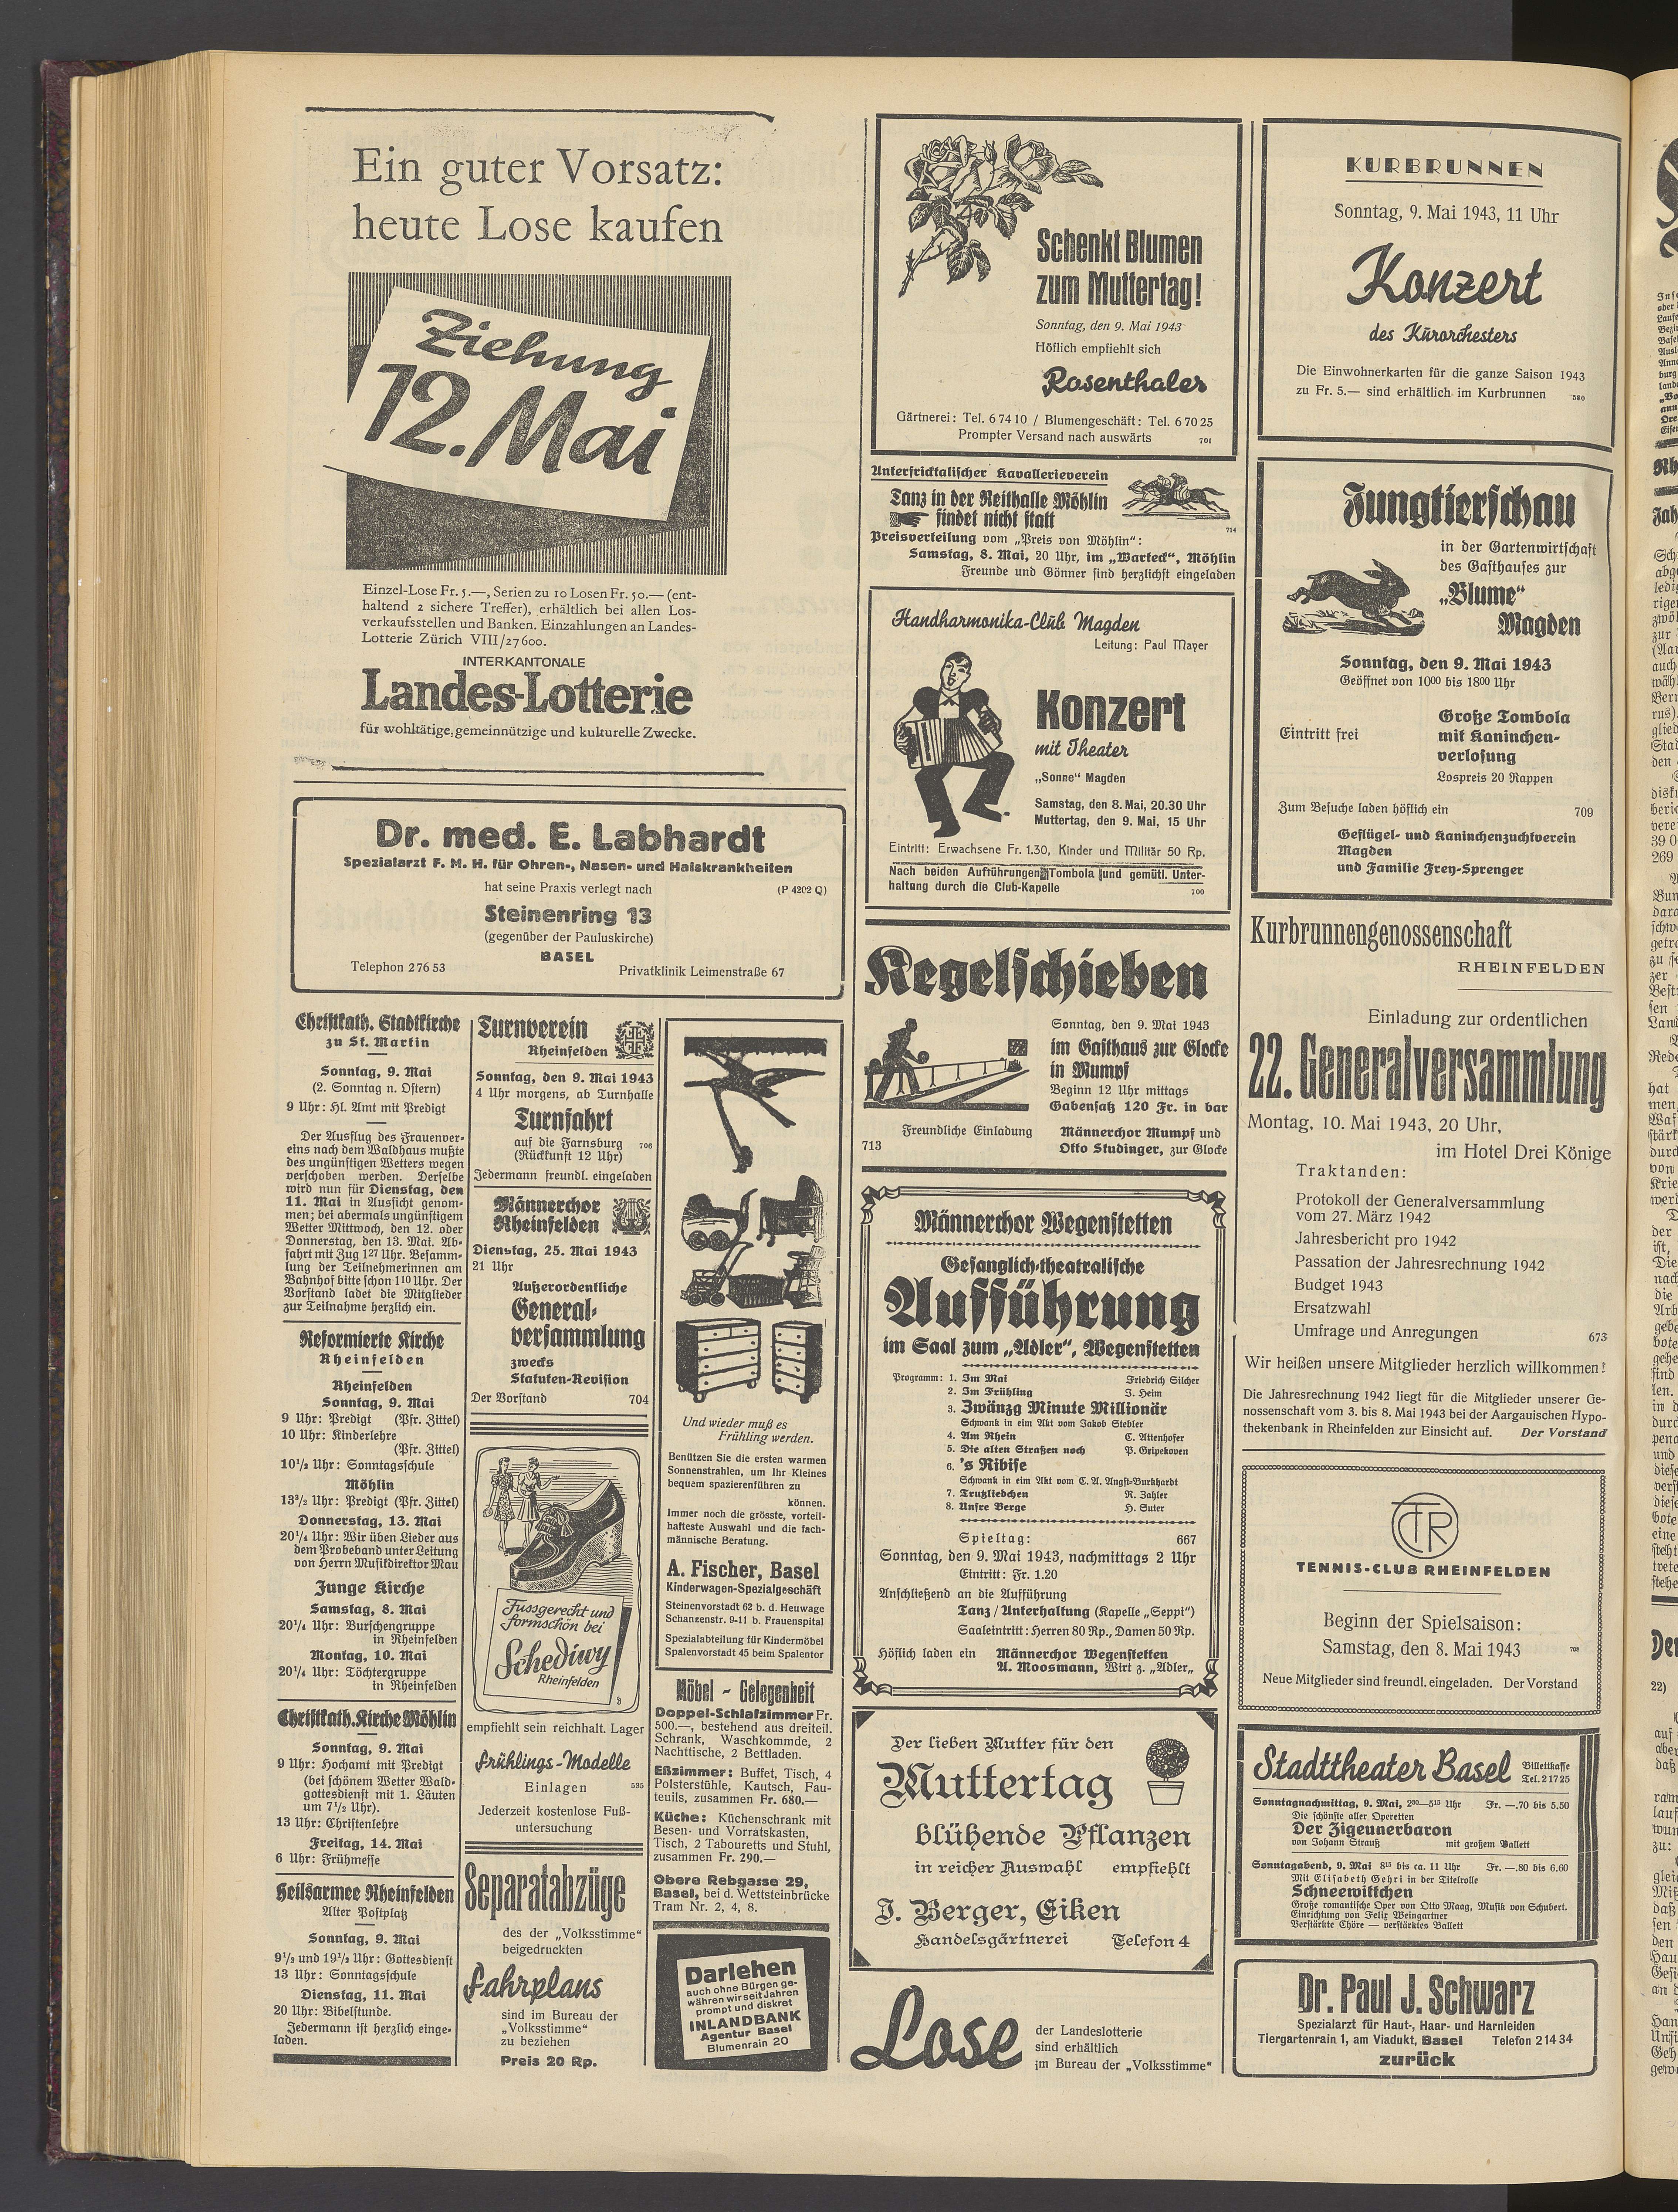 Ein guter Vorsatz:
heute Lose kaufen
Ziehung
12. Mai
Einzel-Lose Fr. 5.—, Serien zu 10 Losen Fr. 50.— (ent-
haltend 2 sichere Treffer), erhältlich bei allen Los-
verkaufsstellen und Banken. Einzahlungen an Landes-
Lotterie Zürich VIII/27600.
INTERKANTONALE
Landes-Lotterie
für wohltätige, gemeinnützige und kulturelle Zwecke.
Dr. med. E. Labhardt
Spezialarzt F. M. H. für Ohren-, Nasen- und Halskrankheiten
hat seine Praxis verlegt nach (P 4202 Q)
Steinenring 13
(gegenüber der Pauluskirche)
BASEL
Telephon 2 76 53 Privatklinik Leimenstraße 67
Christkath. Stadtkirche
zu St. Martin
Sonntag, 9. Mai
(2. Sonntag n. Ostern)
9 Uhr: Hl. Amt mit Predigt
Der Ausflug des Frauenver-
eins nach dem Waldhaus mußte
des ungünstigen Wetters wegen
verschoben werden. Derselbe
wird nun für Dienstag, den
11. Mai in Aussicht genom-
men; bei abermals ungünstigem
Wetter Mittwoch, den 12. oder
Donnerstag, den 13. Mai. Ab-
fahrt mit Zug 1²⁷ Uhr. Besamm-
lung der Teilnehmerinnen am
Bahnhof bitte schon 1¹⁰ Uhr. Der
Vorstand ladet die Mitglieder
zur Teilnahme herzlich ein.
Reformierte Kirche
Rheinfelden
Rheinfelden
Sonntag, 9. Mai
9 Uhr: Predigt (Pfr. Zittel)
10 Uhr: Kinderlehre
(Pfr. Zittel)
10½ Uhr: Sonntagsschule
Möhlin
13³/₂ Uhr: Predigt (Pfr. Zittel)
Donnerstag, 13. Mai
20¼ Uhr: Wir üben Lieder aus
dem Probeband unter Leitung
von Herrn Musikdirektor Mau
Junge Kirche
Samstag, 8. Mai
20¼ Uhr: Burschengruppe
in Rheinfelden
Montag, 10. Mai
20¼ Uhr: Töchtergruppe
in Rheinfelden
Christkath. Kirche Möhlin
Sonntag, 9. Mai
9 Uhr: Hochamt mit Predigt
(bei schönem Wetter Wald-
gottesdienst mit 1. Läuten
um 7½ Uhr).
13 Uhr: Christenlehre
Freitag, 14. Mai
6 Uhr: Frühmesse
Heilsarmee Rheinfelden
Alter Postplatz
Sonntag, 9. Mai
9½ und 19½ Uhr: Gottesdienst
13 Uhr: Sonntagsschule
Dienstag, 11. Mai
20 Uhr: Bibelstunde.
Jedermann ist herzlich einge-
laden.
Turnverein
Rheinfelden
Sonntag, den 9. Mai 1943
4 Uhr morgens, ab Turnhalle
Turnfahrt
auf die Farnsburg 706
(Rückkunft 12 Uhr)
Jedermann freundl. eingeladen
Männerchor
Rheinfelden
Dienstag, 25. Mai 1943
21 Uhr
Außerordentliche
General-
versammlung
zwecks
Statuten-Revision
Der Vorstand 704
Fussgerecht und
formschön bei
Schediwy
Rheinfelden
empfiehlt sein reichhalt. Lager
Frühlings-Modelle
Einlagen 535
Jederzeit kostenlose Fuß-
untersuchung
Separatabzüge
des der „Volksstimme“
beigedruckten
Fahrplans
sind im Bureau der
„Volksstimme“
zu beziehen
Preis 20 Rp.
Und wieder muß es
Frühling werden.
Benützen Sie die ersten warmen
Sonnenstrahlen, um Ihr Kleines
bequem spazierenführen zu
können.
Immer noch die grösste, vorteil-
hafteste Auswahl und die fach-
männische Beratung.
A. Fischer, Basel
Kinderwagen-Spezialgeschäft
Steinenvorstadt 62 b. d. Heuwage
Schanzenstr. 9-11 b. Frauenspital
Spezialabteilung für Kindermöbel
Spalenvorstadt 45 beim Spalentor
Möbel - Gelegenheit
Doppel-Schlafzimmer Fr.
500.—, bestehend aus dreiteil.
Schrank, Waschkommde, 2
Nachttische, 2 Bettladen.
Eßzimmer: Buffet, Tisch, 4
Polsterstühle, Kautsch, Fau-
teuils, zusammen Fr. 680.—
Küche: Küchenschrank mit
Besen- und Vorratskasten,
Tisch, 2 Tabouretts und Stuhl,
zusammen Fr. 290.—
Obere Rebgasse 29,
Basel, bei d. Wettsteinbrücke
Tram Nr. 2, 4, 8.
Darlehen
auch ohne Bürgen ge-
währen wir seit Jahren
prompt und diskret
INLANDBANK
Agentur Basel
Blumenrain 20
Schenkt Blumen
zum Muttertag!
Sonntag, den 9. Mai 1943
Höflich empfiehlt sich
Rosenthaler
Gärtnerei: Tel. 6 74 10 / Blumengeschäft: Tel. 6 70 25
Prompter Versand nach auswärts 701
Unterfricktalischer Kavallerieverein
Tanz in der Reithalle Möhlin
findet nicht statt 714
Preisverteilung vom „Preis von Möhlin“:
Samstag, 8. Mai, 20 Uhr, im „Warteck“, Möhlin
Freunde und Gönner sind herzlichst eingeladen
Handharmonika-Club Magden
Leitung: Paul Mayer
Konzert
mit Theater
„Sonne“ Magden
Samstag, den 8. Mai, 20.30 Uhr
Muttertag, den 9. Mai, 15 Uhr
Eintritt: Erwachsene Fr. 1.30, Kinder und Militär 50 Rp.
Nach beiden Aufführungen Tombola und gemütl. Unter-
haltung durch die Club-Kapelle 700
Kegelschieben
Sonntag, den 9. Mai 1943
im Gasthaus zur Glocke
in Mumpf
Beginn 12 Uhr mittags
Gabensatz 120 Fr. in bar
Freundliche Einladung
Männerchor Mumpf und
713 Otto Studinger, zur Glocke
Männerchor Wegenstetten
Gesanglich-theatralische
Aufführung
im Saal zum „Adler“, Wegenstetten
Programm: 1. Im Mai Friedrich Silcher
2. Im Frühling J. Heim
3. Zwänzg Minute Millionär
Schwank in eim Akt vom Jakob Stebler
4. Am Rhein C. Attenhofer
5. Die alten Straßen noch P. Gripekoven
6. 's Ribise
Schwank in eim Akt vom C. A. Angst-Burkhardt
7. Trutzliedchen R. Zahler
8. Unsre Berge H. Suter
Spieltag: 667
Sonntag, den 9. Mai 1943, nachmittags 2 Uhr
Eintritt: Fr. 1.20
Anschließend an die Aufführung
Tanz / Unterhaltung (Kapelle „Seppi“)
Saaleintritt: Herren 80 Rp., Damen 50 Rp.
Höflich laden ein Männerchor Wegenstetten
A. Moosmann, Wirt z. „Adler„
Der lieben Mutter für den
Muttertag
blühende Pflanzen
in reicher Auswahl empfiehlt
J. Berger, Eiken
Handelsgärtnerei Telefon 4
Lose
der Landeslotterie
sind erhältlich
im Bureau der „Volksstimme“
KURBRUNNEN
Sonntag, 9. Mai 1943, 11 Uhr
Konzert
des Kurorchesters
Die Einwohnerkarten für die ganze Saison 1943
zu Fr. 5.— sind erhältlich im Kurbrunnen 580
Jungtierschau
in der Gartenwirtschaft
des Gasthauses zur
„Blume“
Magden
Sonntag, den 9. Mai 1943
Geöffnet von 10⁰⁰ bis 18⁰⁰ Uhr
Eintritt frei
Große Tombola
mit Kaninchen-
verlosung
Lospreis 20 Rappen
Zum Besuche laden höflich ein 709
Geflügel- und Kaninchenzuchtverein
Magden
und Familie Frey-Sprenger
Kurbrunnengenossenschaft
RHEINFELDEN
Einladung zur ordentlichen
22. Generalversammlung
Montag, 10. Mai 1943, 20 Uhr,
im Hotel Drei Könige
Traktanden:
Protokoll der Generalversammlung
vom 27. März 1942
Jahresbericht pro 1942
Passation der Jahresrechnung 1942
Budget 1943
Ersatzwahl
Umfrage und Anregungen 673
Wir heißen unsere Mitglieder herzlich willkommen!
Die Jahresrechnung 1942 liegt für die Mitglieder unserer Ge-
nossenschaft vom 3. bis 8. Mai 1943 bei der Aargauischen Hypo-
thekenbank in Rheinfelden zur Einsicht auf. Der Vorstand
TCR
TENNIS-CLUB RHEINFELDEN
Beginn der Spielsaison:
Samstag, den 8. Mai 1943 708
Neue Mitglieder sind freundl. eingeladen. Der Vorstand
Stadttheater Basel
Billettkasse
Tel. 2 17 25
Sonntagnachmittag, 9. Mai, 2³⁰—5¹⁵ Uhr Fr. —.70 bis 5.50
Die schönste aller Operetten
Der Zigeunerbaron
von Johann Strauß mit großem Ballett
Sonntagabend, 9. Mai 8¹⁵ bis ca. 11 Uhr Fr. —.80 bis 6.60
Mit Elisabeth Gehri in der Titelrolle
Schneewittchen
Große romantische Oper von Otto Maag, Musik von Schubert.
Einrichtung von Felix Weingartner
Verstärkte Chöre — verstärktes Ballett
Dr. Paul J. Schwarz
Spezialarzt für Haut-, Haar- und Harnleiden
Tiergartenrain 1, am Viadukt, Basel Telefon 2 14 34
zurück